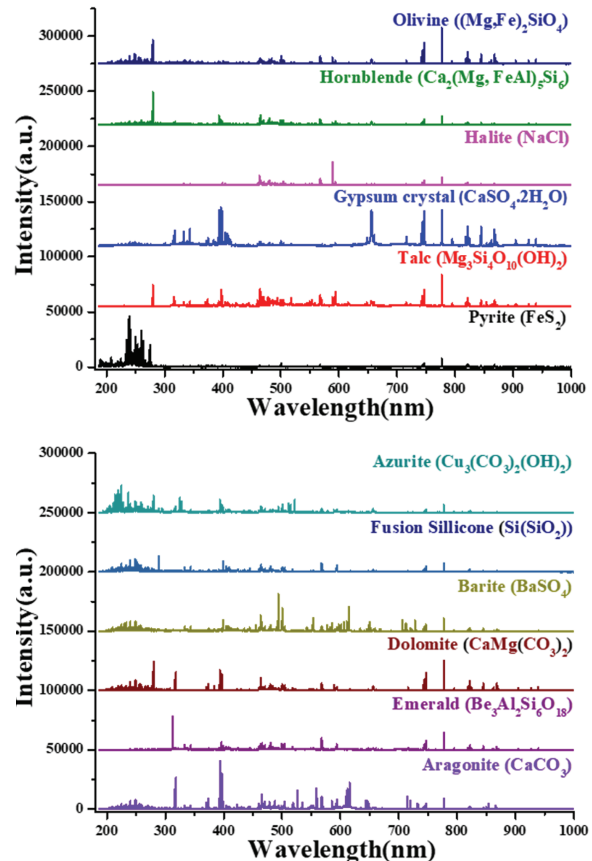 300000
250000
200000
150000
100000
50000
0
Intensity(a.u.)
Olivine ((Mg,Fe)₂SiO₄)
Hornblende (Ca₂(Mg, FeAl)₅Si₆)
Halite (NaCl)
Gypsum crystal (CaSO₄.2H₂O)
Talc (Mg₃Si₄O₁₀(OH)₂)
Pyrite (FeS₂)
200 300 400 500 600 700 800 900 1000
Wavelength(nm)
300000
250000
200000
150000
100000
50000
0
Intensity(a.u.)
Azurite (Cu₃(CO₃)₂(OH)₂)
Fusion Sillicone (Si(SiO₂))
Barite (BaSO₄)
Dolomite (CaMg(CO₃)₂)
Emerald (Be₃Al₂Si₆O₁₈)
Aragonite (CaCO₃)
200 300 400 500 600 700 800 900 1000
Wavelength(nm)